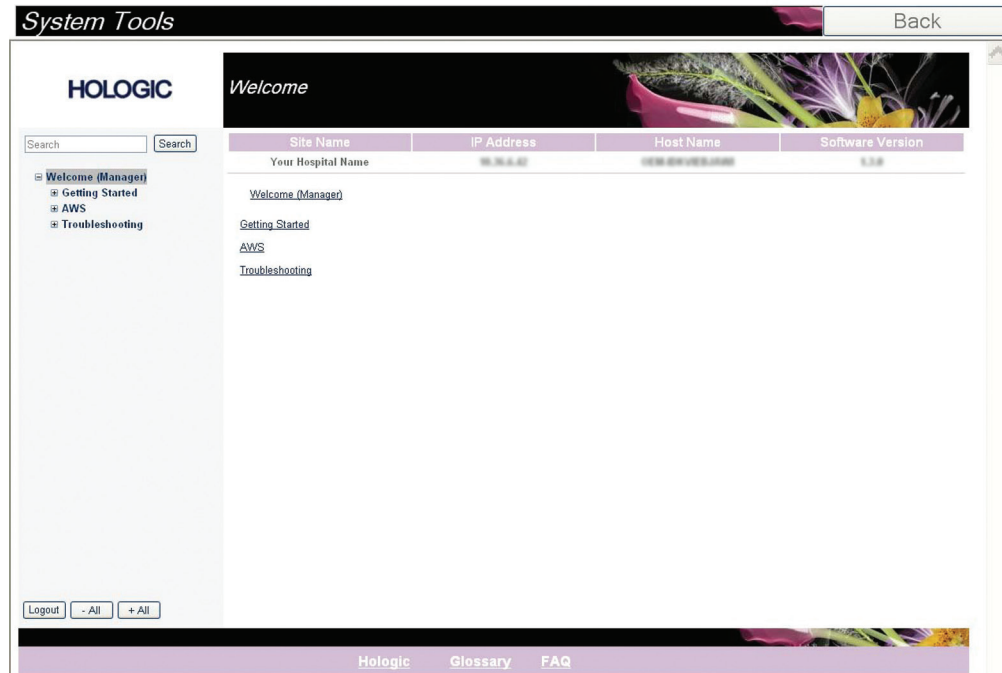 System Tools
Back
HOLOGIC
Welcome
Search
Search
Site Name
IP Address
Host Name
Software Version
Your Hospital Name
Welcome (Manager)
Getting Started
AWS
Troubleshooting
Welcome (Manager)
Getting Started
AWS
Troubleshooting
Logout
- All
+ All
Hologic
Glossary
FAQ